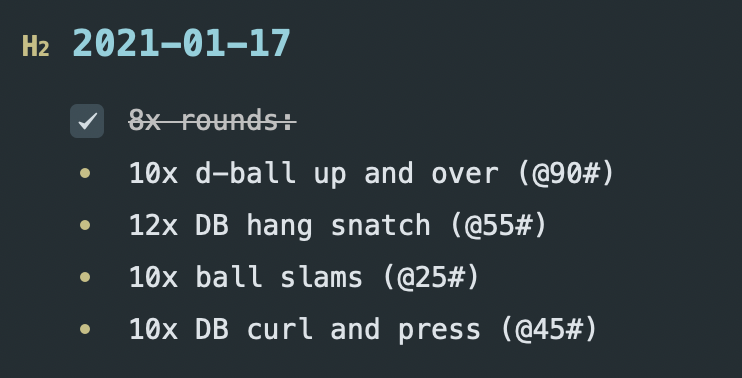 H2 2021-01-17
8x rounds:
10x d-ball up and over (@90#)
12x DB hang snatch (@55#)
10x ball slams (@25#)
10x DB curl and press (@45#)